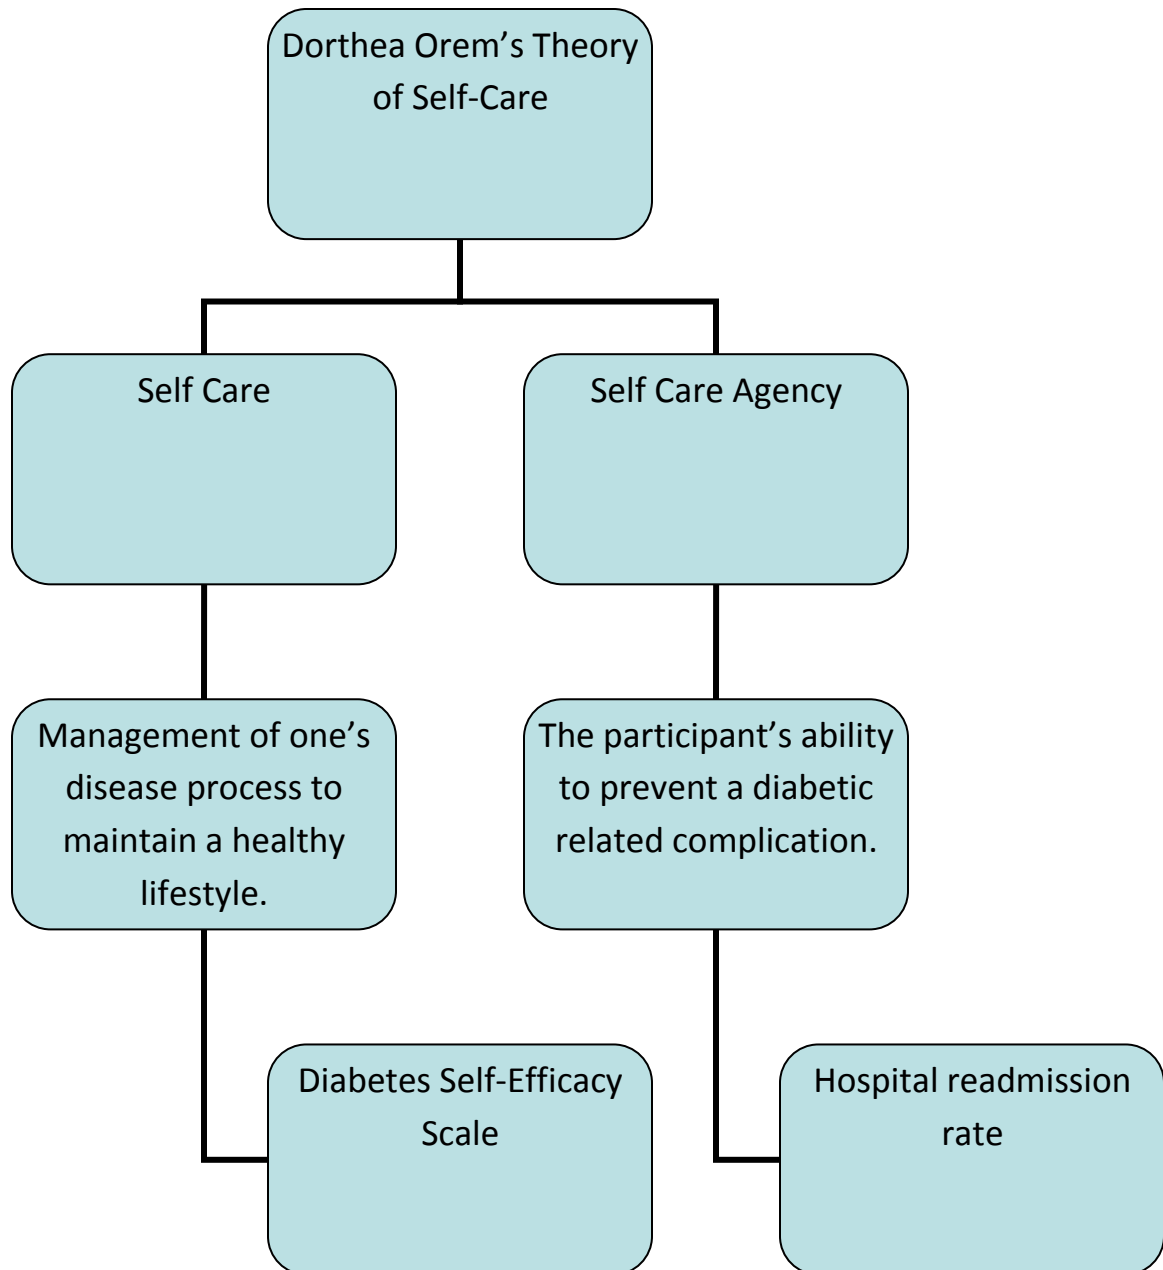 Dorthea Orem’s Theory
of Self-Care
Self Care
Self Care Agency
Management of one’s
disease process to
maintain a healthy
lifestyle.
The participant’s ability
to prevent a diabetic
related complication.
Diabetes Self-Efficacy
Scale
Hospital readmission
rate